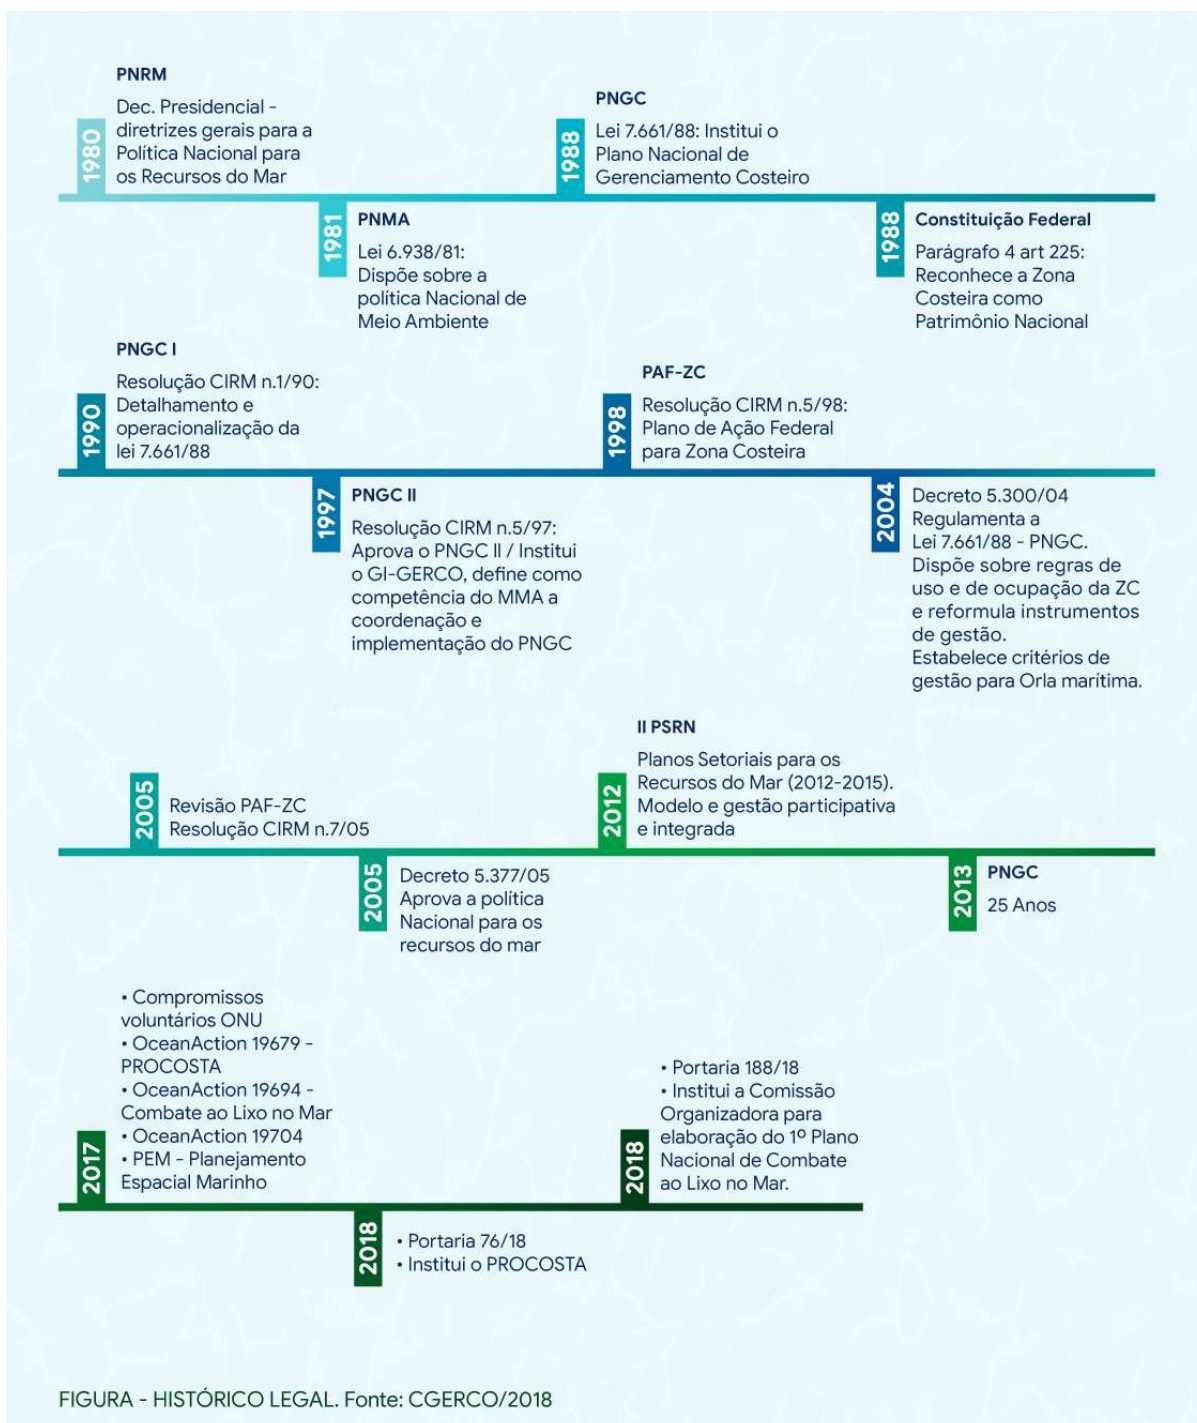 PNRM
1980
Dec. Presidencial -
diretrizes gerais para a
Política Nacional para
os Recursos do Mar
1981
PNMA
Lei 6.938/81:
Dispõe sobre a
política Nacional de
Meio Ambiente
PNGC
1988
Lei 7.661/88: Institui o
Plano Nacional de
Gerenciamento Costeiro
1988
Constituição Federal
Parágrafo 4 art 225:
Reconhece a Zona
Costeira como
Patrimônio Nacional
PNGC I
1990
Resolução CIRM n.1/90:
Detalhamento e
operacionalização da
lei 7.661/88
1997
PNGC II
Resolução CIRM n.5/97:
Aprova o PNGC II / Institui
o GI-GERCO, define como
competência do MMA a
coordenação e
implementação do PNGC
PAF-ZC
1998
Resolução CIRM n.5/98:
Plano de Ação Federal
para Zona Costeira
2004
Decreto 5.300/04
Regulamenta a
Lei 7.661/88 - PNGC.
Dispõe sobre regras de
uso e de ocupação da ZC
e reformula instrumentos
de gestão.
Estabelece critérios de
gestão para Orla marítima.
2005
Revisão PAF-ZC
Resolução CIRM n.7/05
2005
Decreto 5.377/05
Aprova a política
Nacional para os
recursos do mar
II PSRN
2012
Planos Setoriais para os
Recursos do Mar (2012-2015).
Modelo e gestão participativa
e integrada
2013
PNGC
25 Anos
2017
• Compromissos
voluntários ONU
• OceanAction 19679 -
PROCOSTA
• OceanAction 19694 -
Combate ao Lixo no Mar
• OceanAction 19704
• PEM - Planejamento
Espacial Marinho
2018
• Portaria 76/18
• Institui o PROCOSTA
2018
• Portaria 188/18
• Institui a Comissão
Organizadora para
elaboração do 1º Plano
Nacional de Combate
ao Lixo no Mar.
FIGURA - HISTÓRICO LEGAL. Fonte: CGERCO/2018